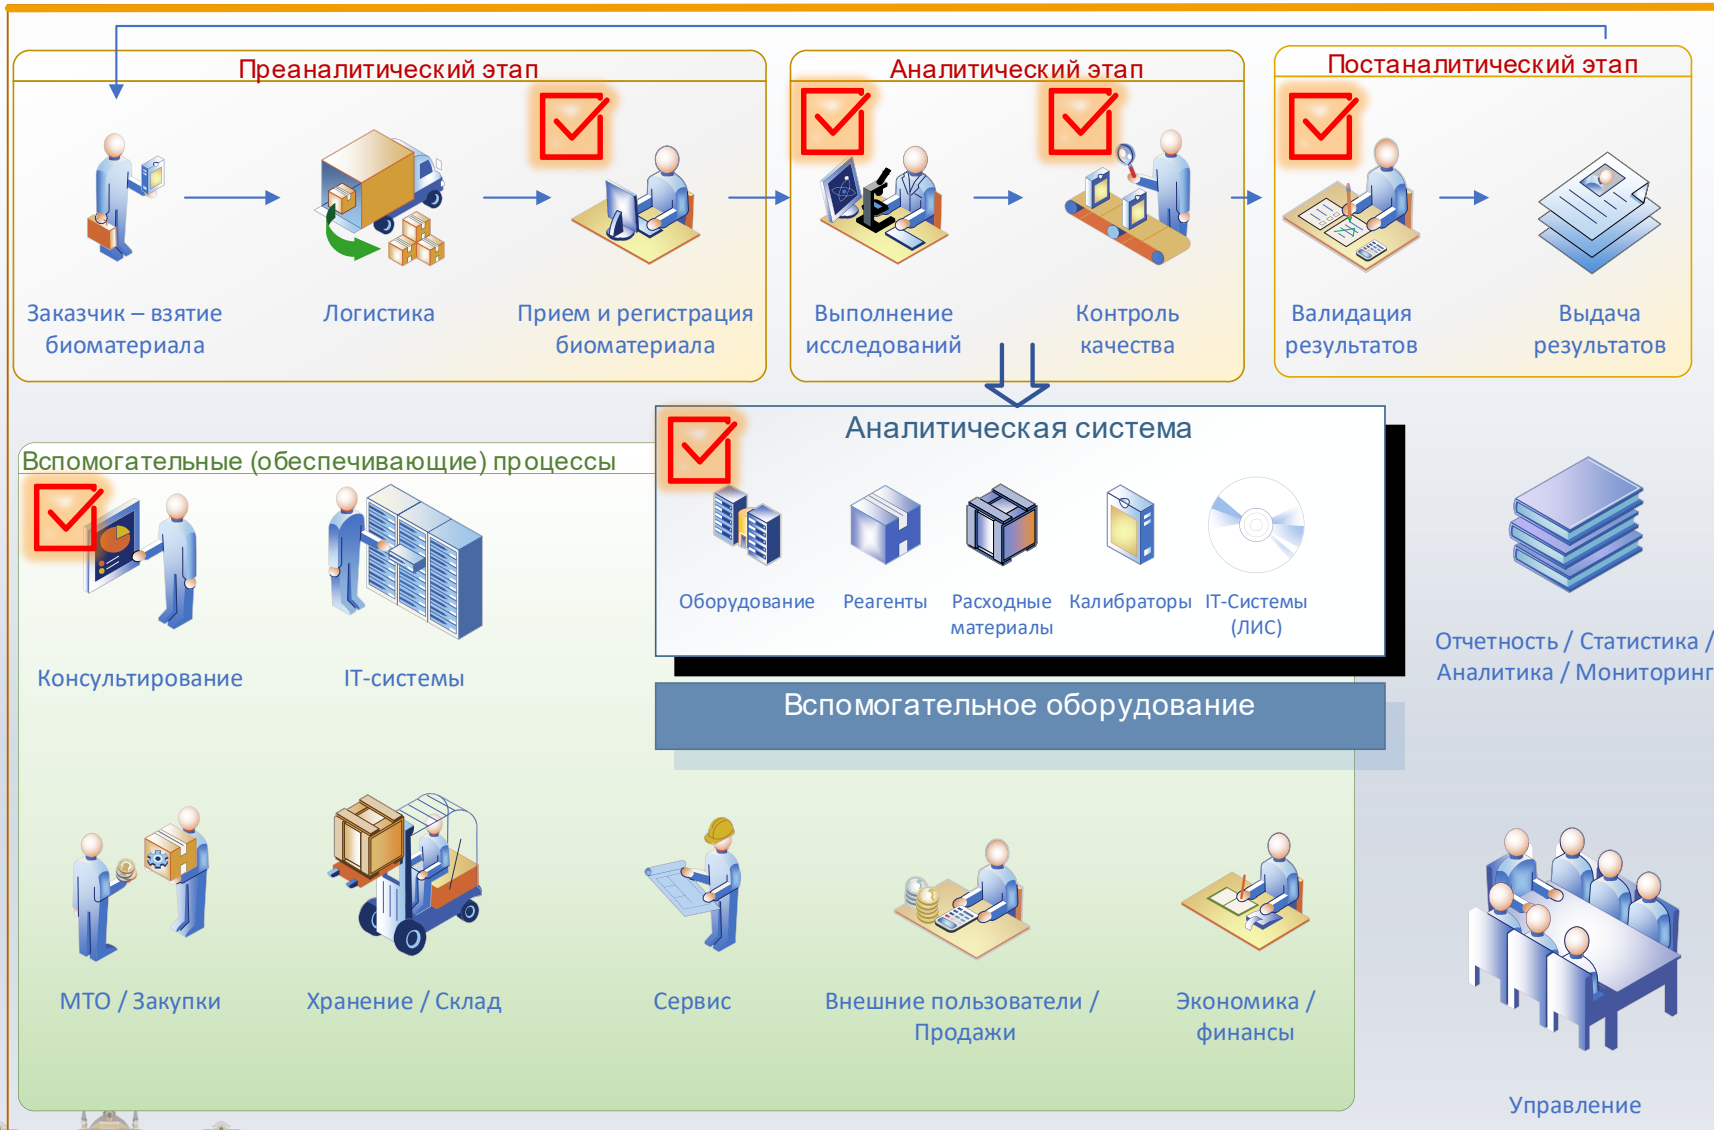 Преаналитический этап
Аналитический этап
Постаналитический этап
Заказчик – взятие
биоматериала
Логистика
Прием и регистрация
биоматериала
Выполнение
исследований
Контроль
качества
Валидация
результатов
Выдача
результатов
Аналитическая система
Оборудование
Реагенты
Расходные
материалы
Калибраторы
IT-Системы
(ЛИС)
Вспомогательное оборудование
Вспомогательные (обеспечивающие) процессы
Консультирование
IT-системы
Отчетность / Статистика /
Аналитика / Мониторинг
МТО / Закупки
Хранение / Склад
Сервис
Внешние пользователи /
Продажи
Экономика /
финансы
Управление